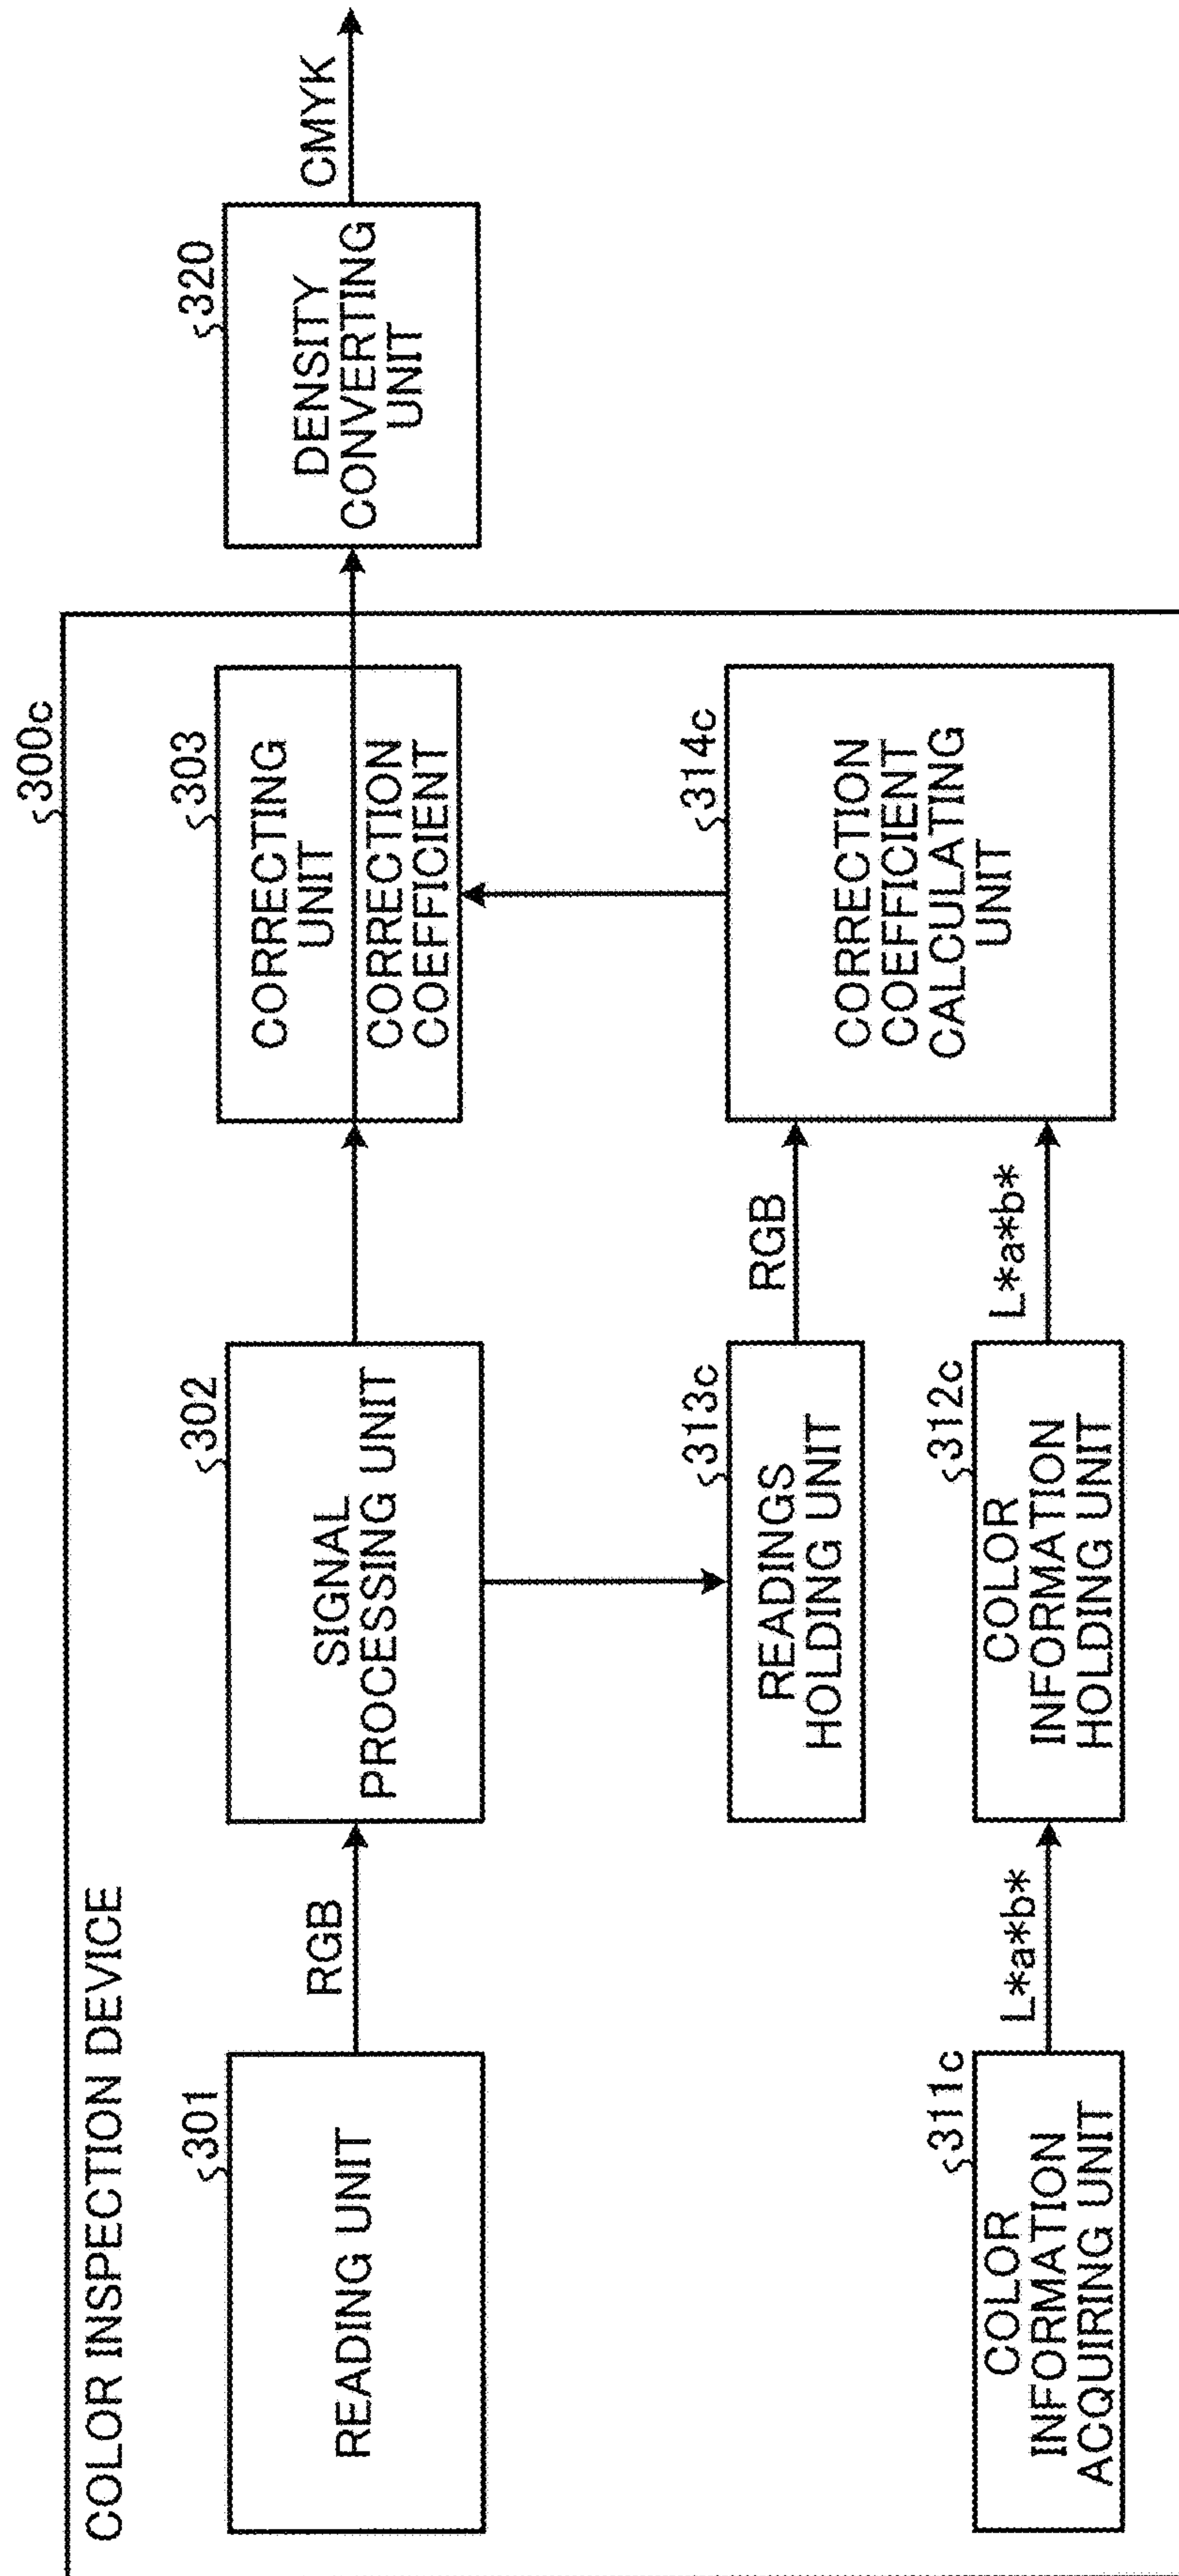 300c
COLOR INSPECTION DEVICE
301
READING UNIT
RGB
302
SIGNAL
PROCESSING UNIT
303
CORRECTING
UNIT
CORRECTION
COEFFICIENT
320
DENSITY
CONVERTING
UNIT
CMYK
313c
READINGS
HOLDING UNIT
RGB
314c
CORRECTION
COEFFICIENT
CALCULATING
UNIT
311c
COLOR
INFORMATION
ACQUIRING UNIT
L*a*b*
312c
COLOR
INFORMATION
HOLDING UNIT
L*a*b*